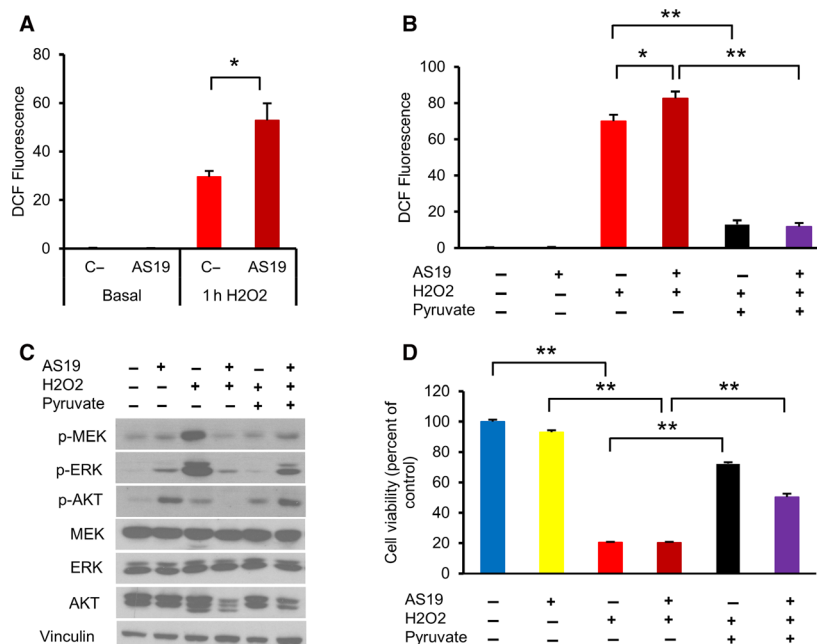 A
DCF Fluorescence
80
60
40
20
0
*
C– AS19 C– AS19
Basal 1 h H2O2
B
DCF Fluorescence
100
80
60
40
20
0
**
* **
AS19 – + – + – +
H2O2 – – + + + +
Pyruvate – – – – + +
C
AS19 – + – + – +
H2O2 – – + + + +
Pyruvate – – – – + +
p-MEK
p-ERK
p-AKT
MEK
ERK
AKT
Vinculin
D
Cell viability (percent of
control)
120
100
80
60
40
20
0
**
** **
**
AS19 – + – + – +
H2O2 – – + + + +
Pyruvate – – – – + +